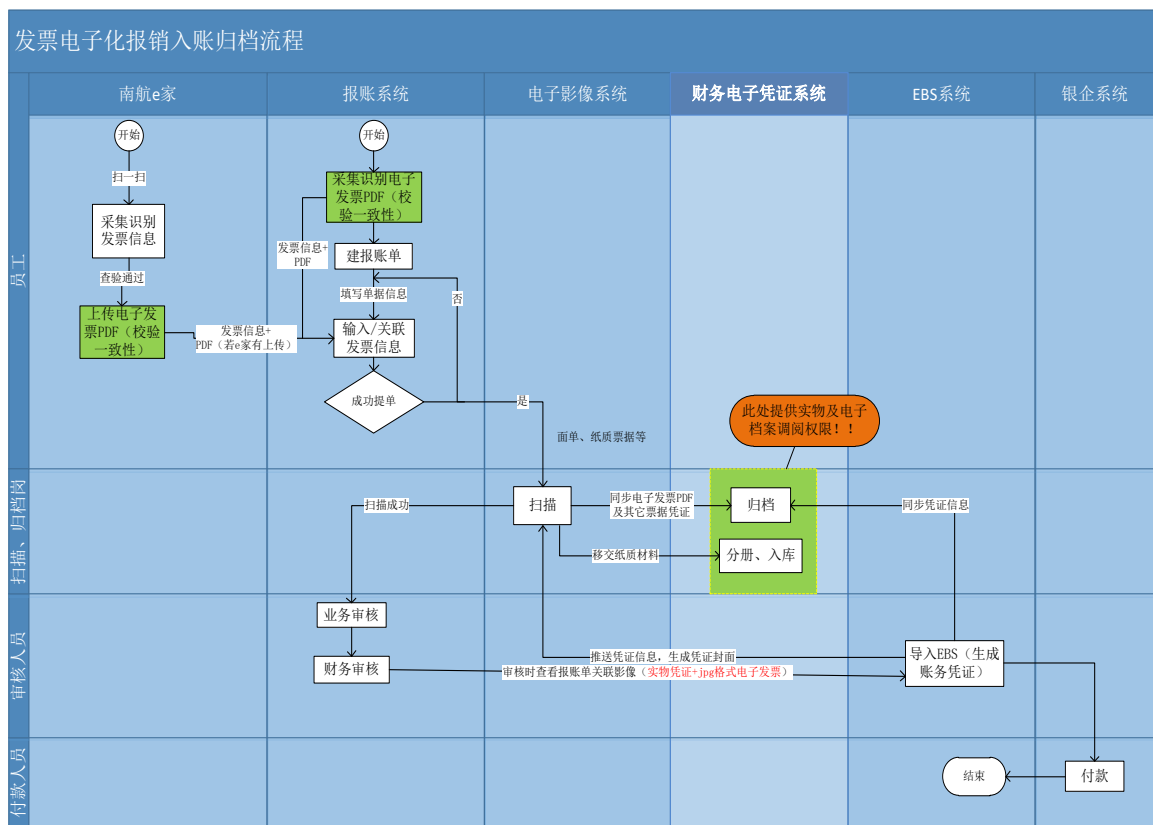 发票电子化报销入账归档流程
南航e家
报账系统
电子影像系统
财务电子凭证系统
EBS系统
银企系统
员工
开始
开始
扫一扫
采集识别电子
发票PDF（校
验一致性）
采集识别
发票信息
发票信息+
PDF
建报账单
查验通过
填写单据信息
否
上传电子发
票PDF（校验
一致性）
发票信息+
PDF（若e家有上传）
输入/关联
发票信息
成功提单
是
此处提供实物及电子
档案调阅权限！！
面单、纸质票据等
扫描、归档岗
扫描成功
扫描
同步电子发票PDF
及其它票据凭证
归档
同步凭证信息
移交纸质材料
分册、入库
审核人员
业务审核
财务审核
推送凭证信息，生成凭证封面
审核时查看报账单关联影像（实物凭证+jpg格式电子发票）
导入EBS（生成
账务凭证）
付款人员
结束
付款